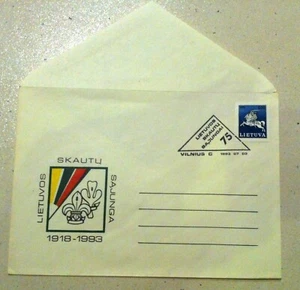 LIETUVOS
SKAUTŲ
SĄJUNGA
1918-1993
LIETUVOS
SKAUTŲ
SĄJUNGAI
75
VILNIUS C
LIETUVA